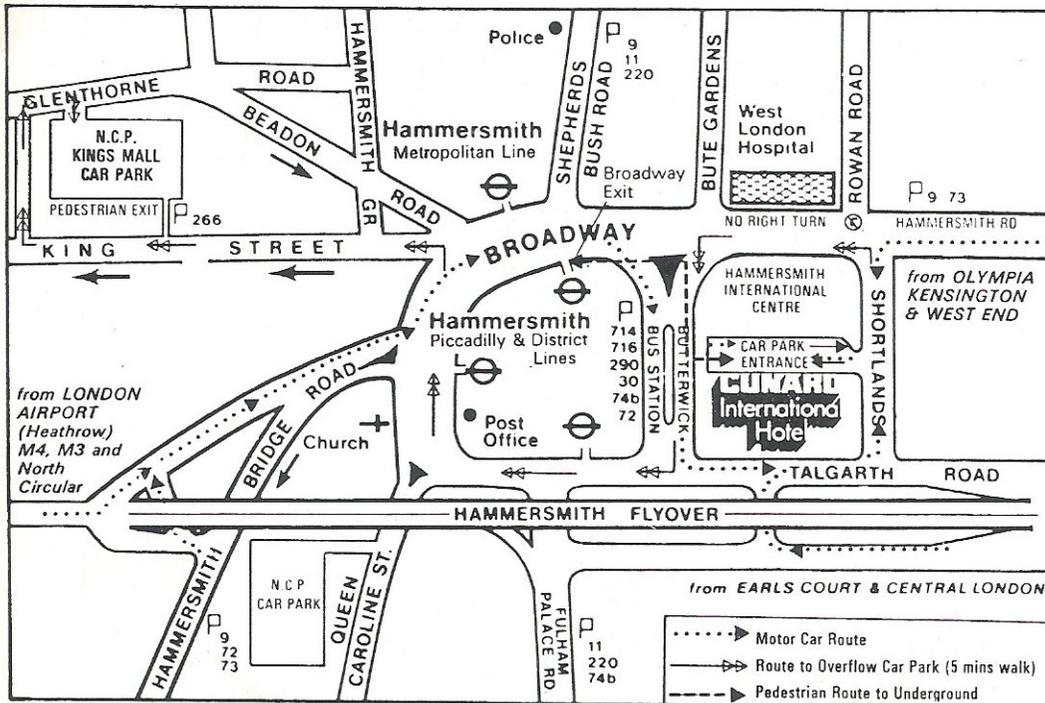 Police
9
11
220
SHEPHERDS
BUSH ROAD
BUTE GARDENS
West
London
Hospital
ROWAN ROAD
9 73
HAMMERSMITH RD
NO RIGHT TURN
GLENTHORNE
ROAD
HAMMERSMITH
GR
BEADON
ROAD
N.C.P.
KINGS MALL
CAR PARK
PEDESTRIAN EXIT
266
Hammersmith
Metropolitan Line
Broadway
Exit
KING
STREET
BROADWAY
HAMMERSMITH
INTERNATIONAL
CENTRE
from OLYMPIA
KENSINGTON
& WEST END
SHORTLANDS
Hammersmith
Piccadilly & District
Lines
714
716
290
30
74b
72
BUS STATION
BUTTERWICK
CAR PARK
ENTRANCE
CUNARD
International
Hotel
from LONDON
AIRPORT
(Heathrow)
M4, M3 and
North
Circular
BRIDGE
ROAD
Church
Post
Office
TALGARTH
ROAD
HAMMERSMITH FLYOVER
HAMMERSMITH
N.C.P
CAR PARK
QUEEN
CAROLINE ST.
FULHAM
PALACE RD
from EARLS COURT & CENTRAL LONDON
9
72
73
11
220
74b
Motor Car Route
Route to Overflow Car Park (5 mins walk)
Pedestrian Route to Underground